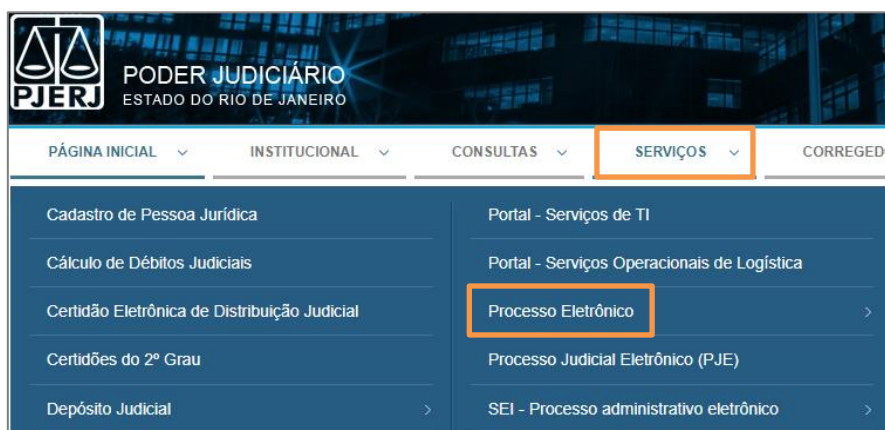 PJERJ
PODER JUDICIÁRIO
ESTADO DO RIO DE JANEIRO
PÁGINA INICIAL INSTITUCIONAL CONSULTAS SERVIÇOS CORREGED
Cadastro de Pessoa Jurídica
Cálculo de Débitos Judiciais
Certidão Eletrônica de Distribuição Judicial
Certidões do 2º Grau
Depósito Judicial
Portal - Serviços de TI
Portal - Serviços Operacionais de Logística
Processo Eletrônico
Processo Judicial Eletrônico (PJE)
SEI - Processo administrativo eletrônico